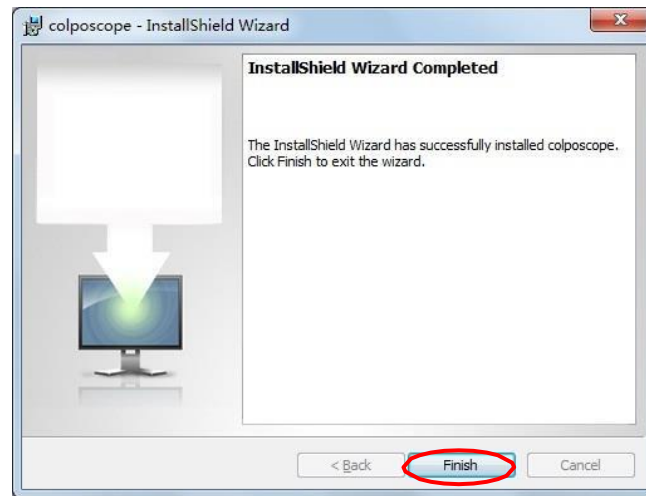 colposcope - InstallShield Wizard
InstallShield Wizard Completed
The InstallShield Wizard has successfully installed colposcope.
Click Finish to exit the wizard.
< Back
Finish
Cancel